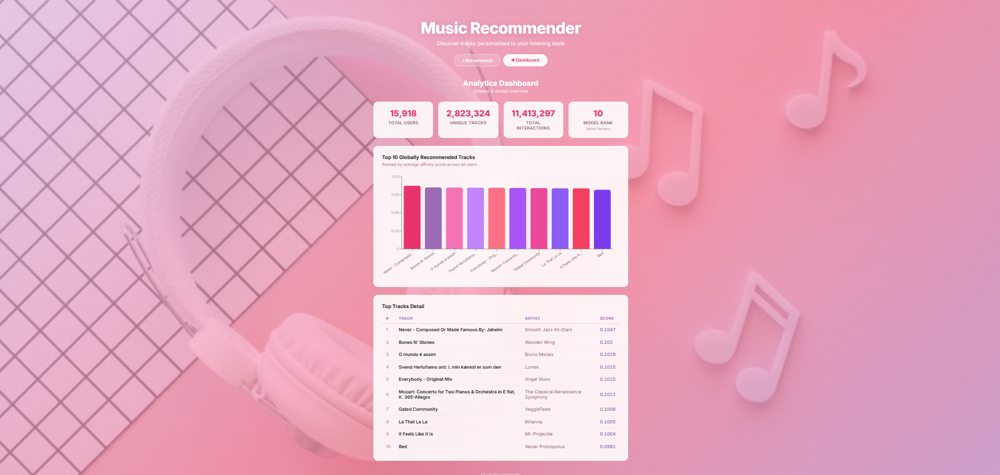 Music Recommender
Discover tracks personalised to your listening taste
♪ Recommend
Dashboard
Analytics Dashboard
Dataset & model overview
15,918
TOTAL USERS
2,823,324
UNIQUE TRACKS
11,413,297
TOTAL
INTERACTIONS
10
MODEL RANK
latent factors
Top 10 Globally Recommended Tracks
Ranked by average affinity score across all users
0.12
0.09
0.06
0.03
0
Never - Composed...
Bones N' Stones
O mundo é assim
Svend Herlufsens...
Everybody - Orig...
Mozart: Concerto...
Gated Community
La That La La
It Feels Like It...
Bed
Top Tracks Detail
# TRACK ARTIST SCORE
1 Never - Composed Or Made Famous By: Jaheim Smooth Jazz All-Stars 0.1047
2 Bones N' Stones Wooden Wing 0.102
3 O mundo é assim Bruno Morais 0.1018
4 Svend Herlufsens ord: I, min kærest er som den Lumsk 0.1015
5 Everybody - Original Mix Angel Stoxx 0.1015
6 Mozart: Concerto for Two Pianos & Orchestra in E flat, The Classical Renaissance 0.1011
K. 365-Allegro Symphony
7 Gated Community VeggieTales 0.1008
8 La That La La Rihanna 0.1005
9 It Feels Like It Is Mr. Projectile 0.1004
10 Bed Xavier Protospolus 0.0981
Music Recommender